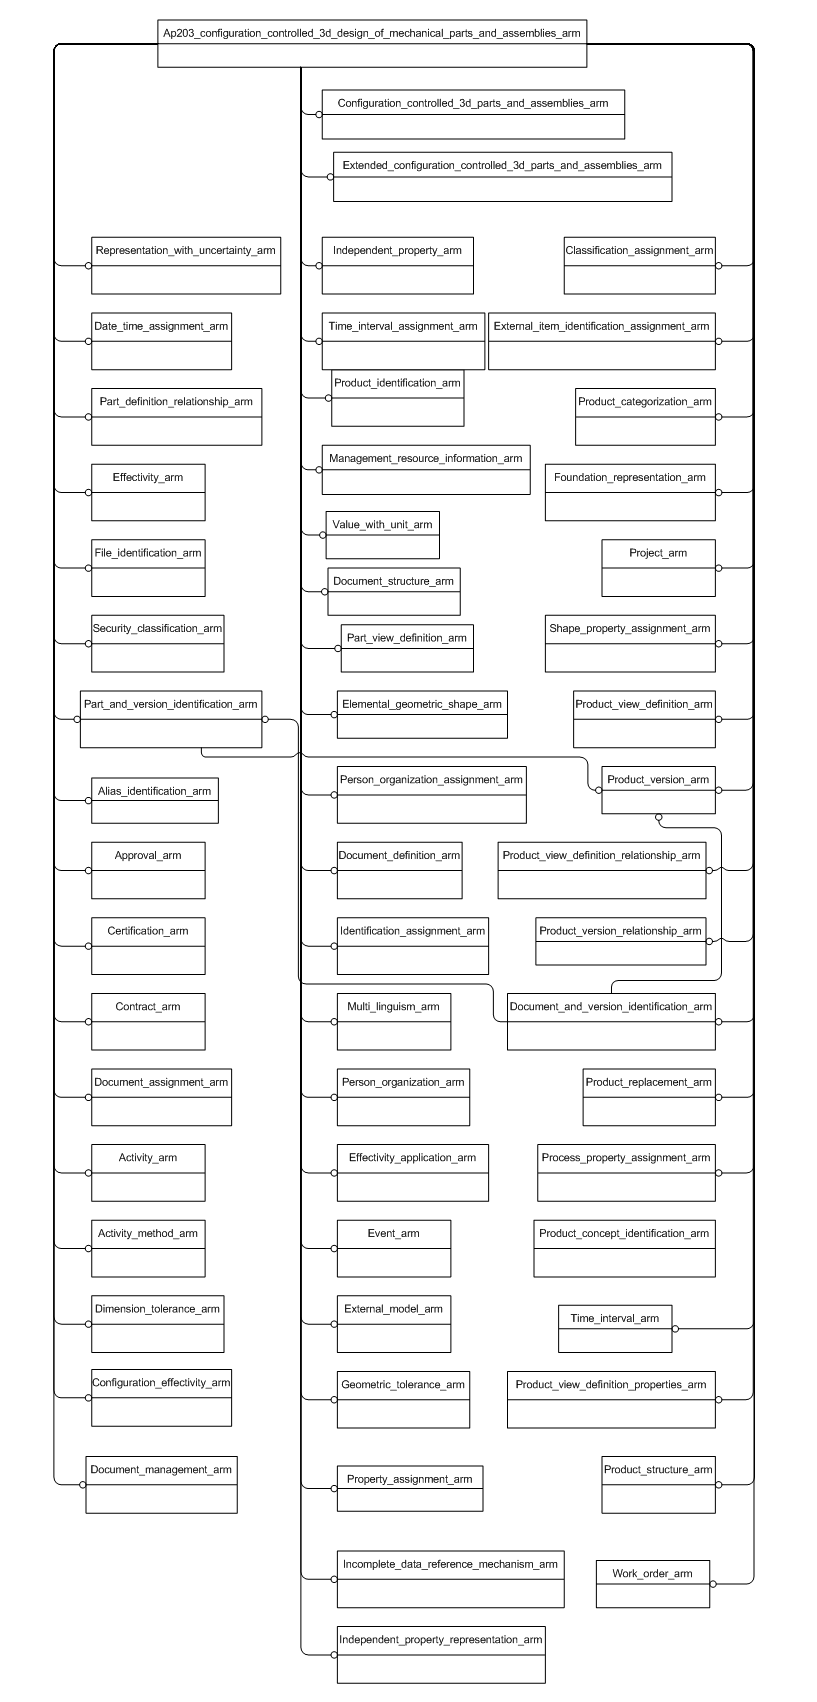 Ap203_configuration_controlled_3d_design_of_mechanical_parts_and_assemblies_arm
Configuration_controlled_3d_parts_and_assemblies_arm
Extended_configuration_controlled_3d_parts_and_assemblies_arm
Representation_with_uncertainty_arm
Independent_property_arm
Classification_assignment_arm
Date_time_assignment_arm
Time_interval_assignment_arm
External_item_identification_assignment_arm
Product_identification_arm
Part_definition_relationship_arm
Product_categorization_arm
Management_resource_information_arm
Effectivity_arm
Foundation_representation_arm
Value_with_unit_arm
File_identification_arm
Project_arm
Document_structure_arm
Security_classification_arm
Shape_property_assignment_arm
Part_view_definition_arm
Part_and_version_identification_arm
Elemental_geometric_shape_arm
Product_view_definition_arm
Person_organization_assignment_arm
Product_version_arm
Alias_identification_arm
Approval_arm
Document_definition_arm
Product_view_definition_relationship_arm
Certification_arm
Identification_assignment_arm
Product_version_relationship_arm
Contract_arm
Multi_linguism_arm
Document_and_version_identification_arm
Document_assignment_arm
Person_organization_arm
Product_replacement_arm
Activity_arm
Effectivity_application_arm
Process_property_assignment_arm
Activity_method_arm
Event_arm
Product_concept_identification_arm
Dimension_tolerance_arm
External_model_arm
Time_interval_arm
Configuration_effectivity_arm
Geometric_tolerance_arm
Product_view_definition_properties_arm
Document_management_arm
Property_assignment_arm
Product_structure_arm
Incomplete_data_reference_mechanism_arm
Work_order_arm
Independent_property_representation_arm